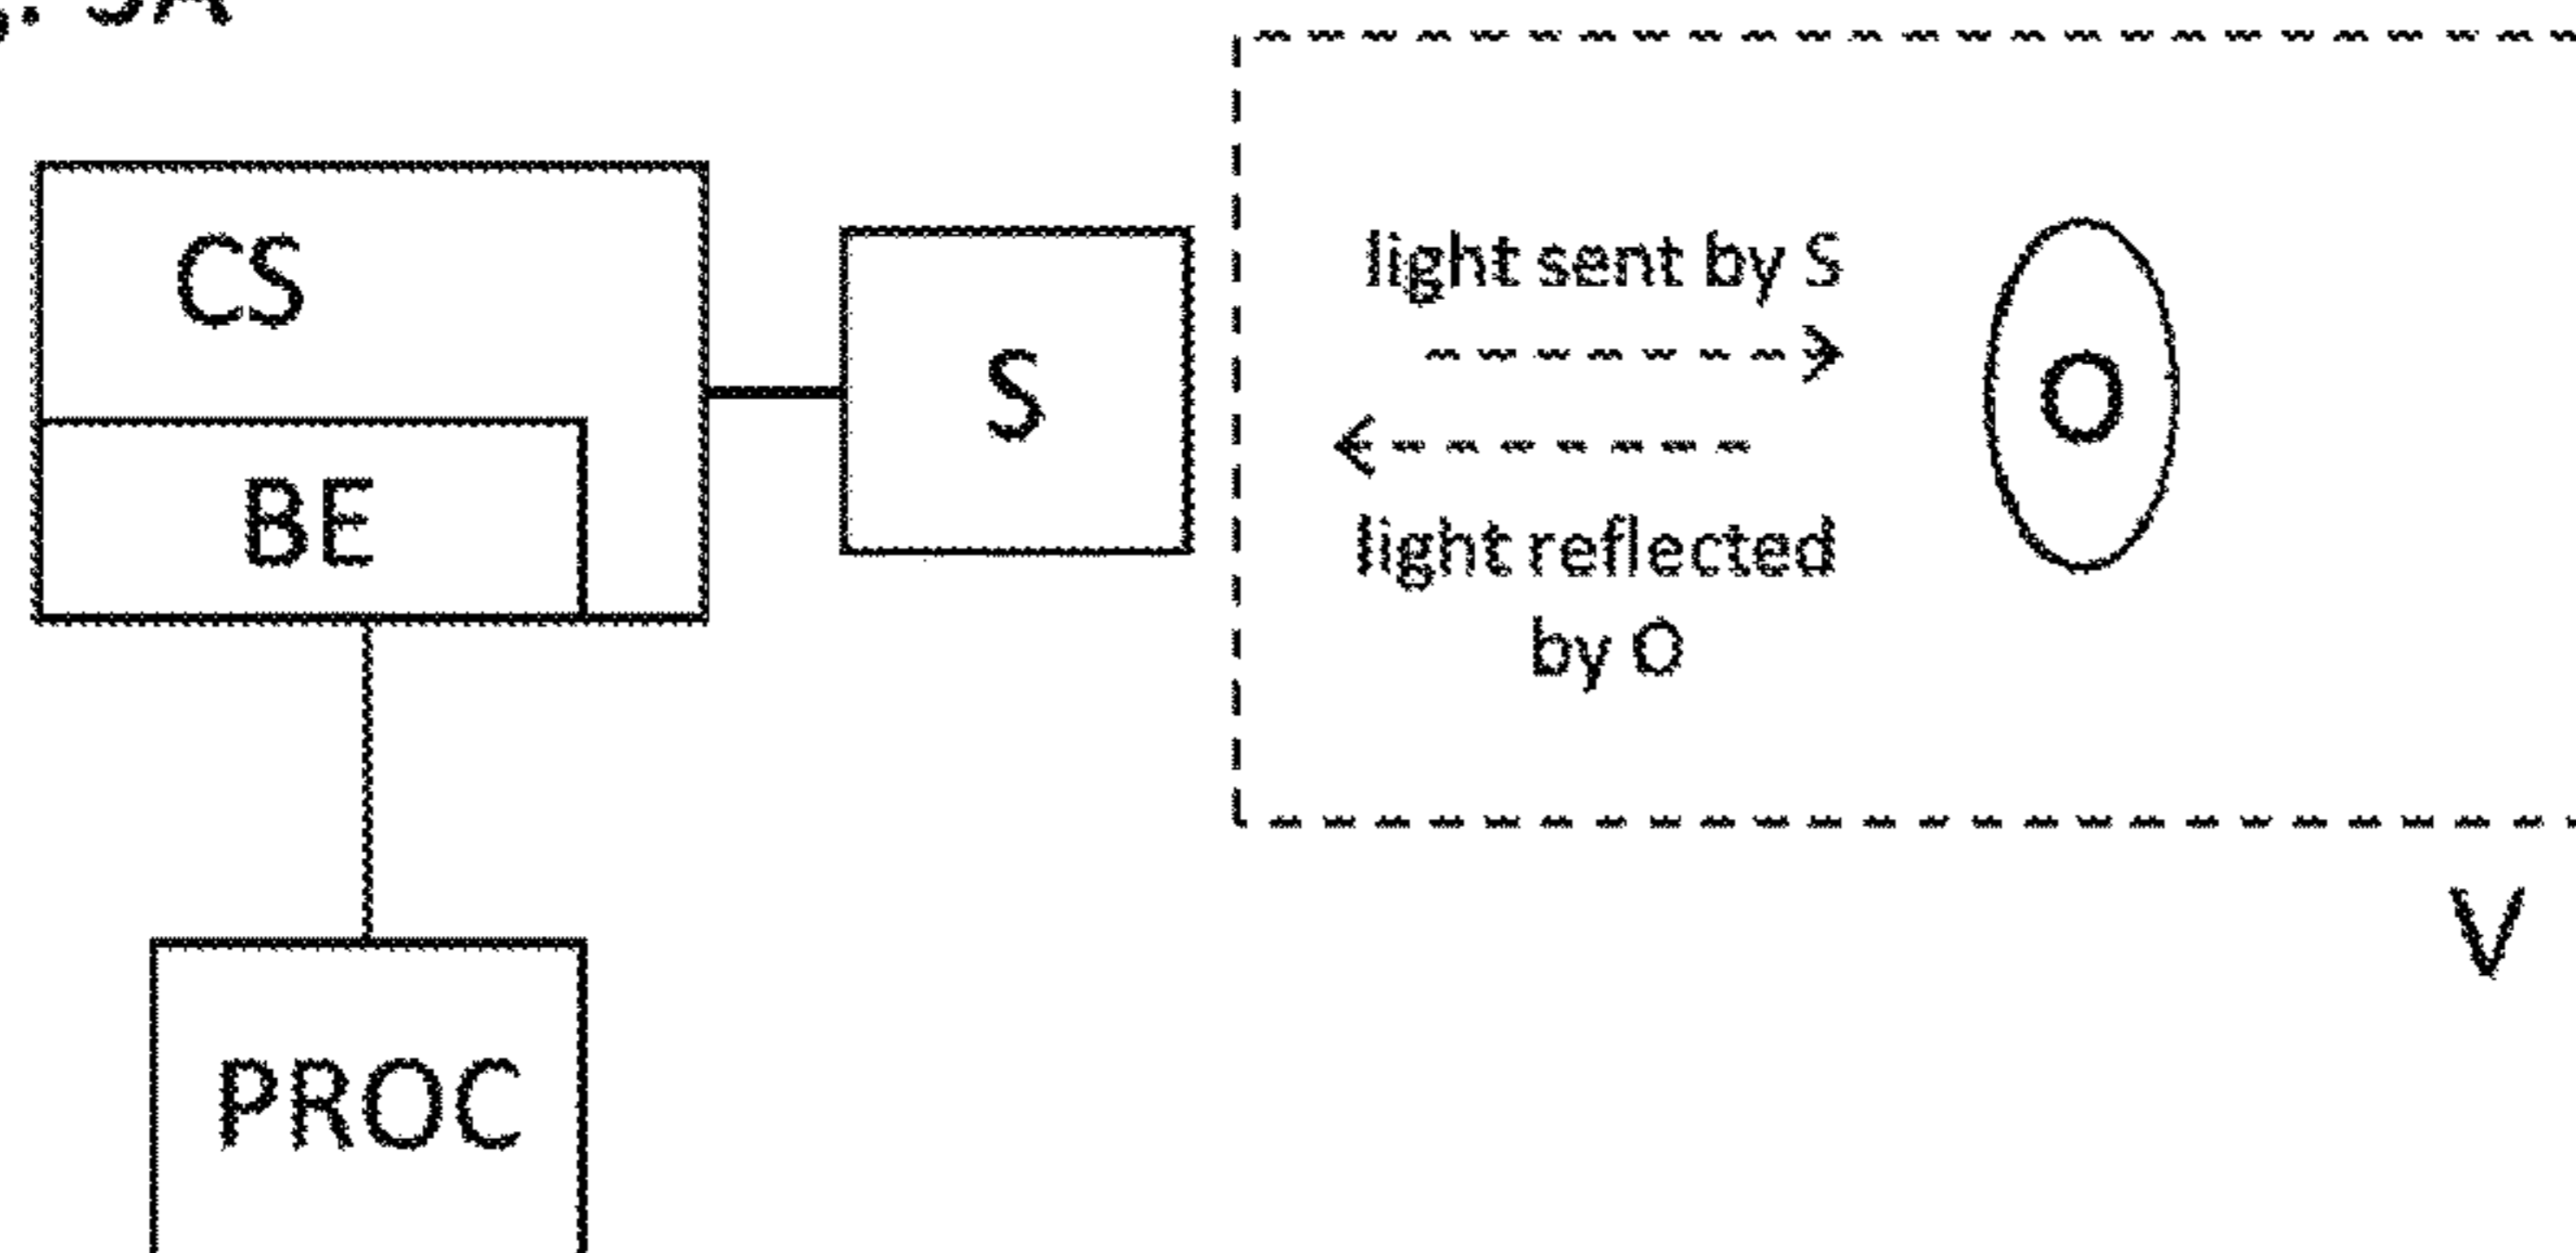 CS
BE
S
light sent by S
light reflected
by O
O
V
PROC